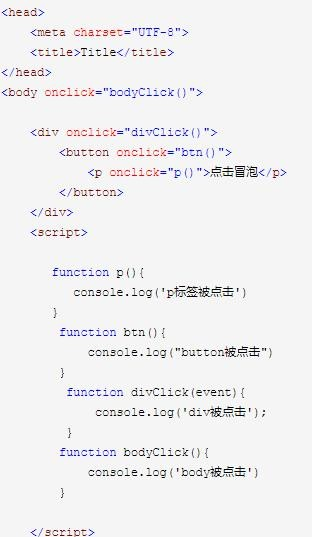 <head>
    <meta charset="UTF-8">
    <title>Title</title>
</head>
<body onclick="bodyClick()">

    <div onclick="divClick()">
        <button onclick="btn()">
            <p onclick="p()">点击冒泡</p>
        </button>
    </div>
    <script>

       function p(){
          console.log('p标签被点击')
       }
        function btn(){
            console.log("button被点击")
        }
         function divClick(event){
             console.log('div被点击');
         }
        function bodyClick(){
            console.log('body被点击')
        }

    </script>